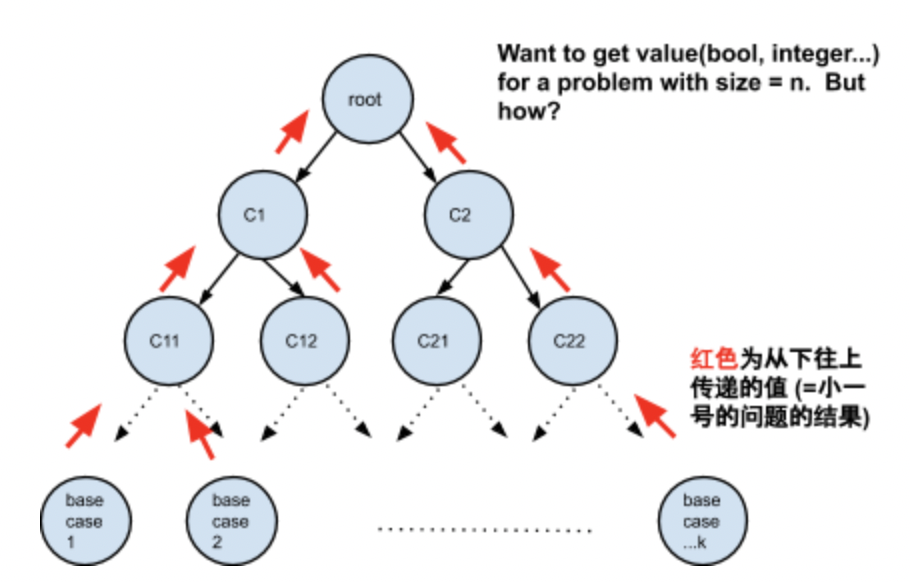 Want to get value(bool, integer...)
for a problem with size = n. But
how?
root
C1
C2
C11
C12
C21
C22
红色为从下往上
传递的值 (=小一
号的问题的结果)
base
case
1
base
case
2
base
case
...k